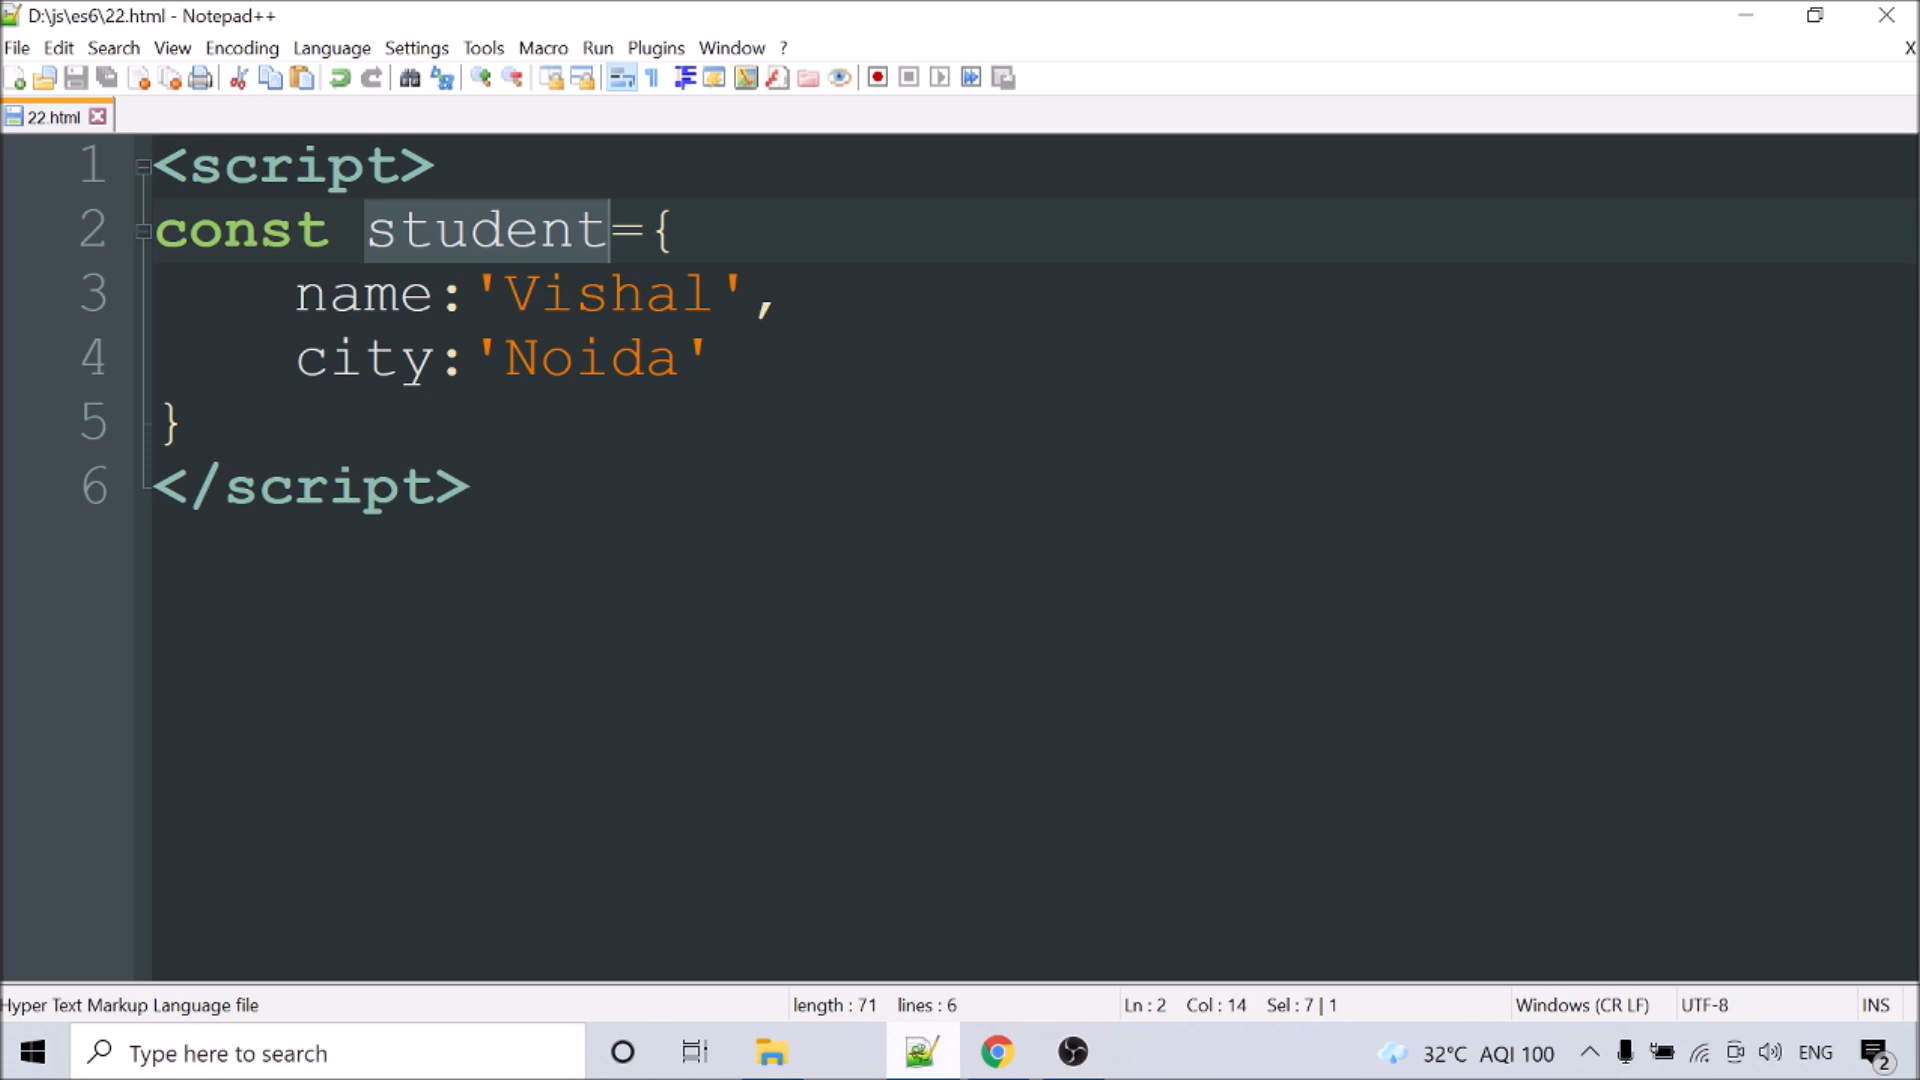 D:\js\es6\22.html - Notepad++
File Edit Search View Encoding Language Settings Tools Macro Run Plugins Window ? X
22.html
1 <script>
2 const student={
3 name:'Vishal',
4 city:'Noida'
5 }
6 </script>
Hyper Text Markup Language file length : 71 lines : 6 Ln : 2 Col : 14 Sel : 7 | 1 Windows (CR LF) UTF-8 INS
Type here to search 32°C AQI 100 ENG 2